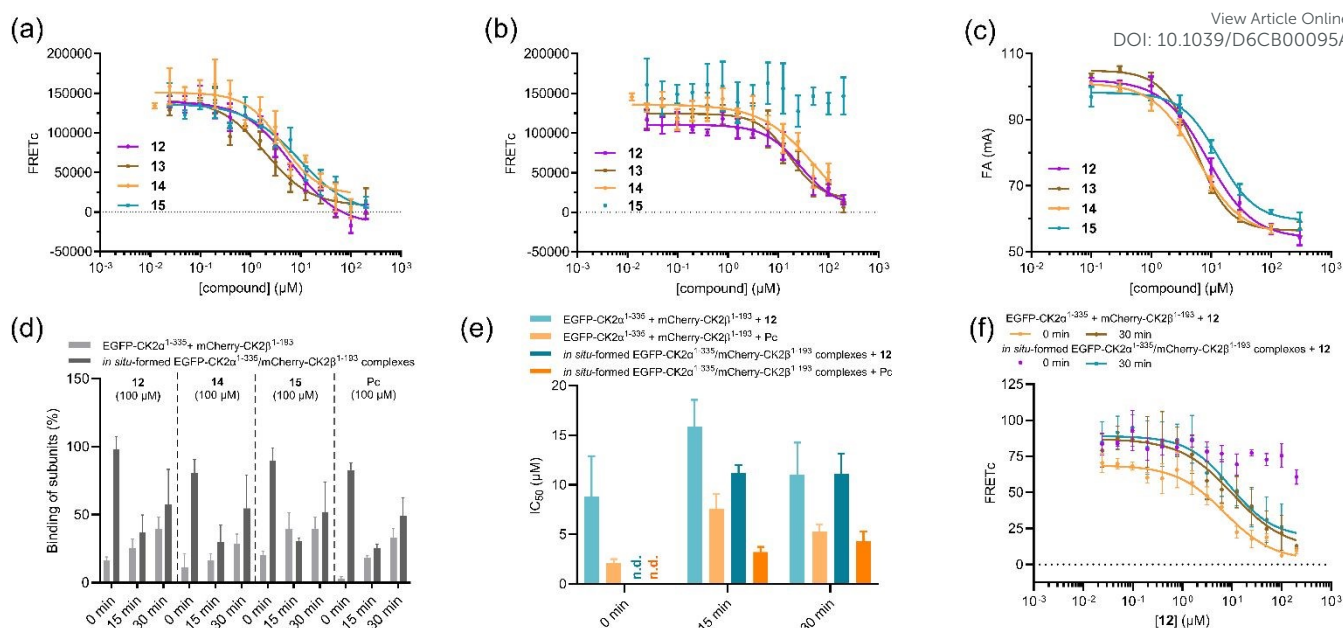 View Article Online
DOI: 10.1039/D6CB00095A
(a)
FRETc
200000
150000
100000
50000
0
-50000
12
13
14
15
10⁻³ 10⁻² 10⁻¹ 10⁰ 10¹ 10² 10³
[compound] (µM)
(b)
FRETc
200000
150000
100000
50000
0
-50000
12
13
14
15
10⁻³ 10⁻² 10⁻¹ 10⁰ 10¹ 10² 10³
[compound] (µM)
(c)
FA (mA)
110
90
70
50
12
13
14
15
10⁻² 10⁻¹ 10⁰ 10¹ 10² 10³
[compound] (µM)
(d)
EGFP-CK2α¹⁻³³⁵+ mCherry-CK2β¹⁻¹⁹³
in situ-formed EGFP-CK2α¹⁻³³⁵/mCherry-CK2β¹⁻¹⁹³ complexes
Binding of subunits (%)
150
100
50
0
12 14 15 Pc
(100 µM) (100 µM) (100 µM) (100 µM)
0 min 15 min 30 min 0 min 15 min 30 min 0 min 15 min 30 min 0 min 15 min 30 min
(e)
EGFP-CK2α¹⁻³³⁵ + mCherry-CK2β¹⁻¹⁹³ + 12
EGFP-CK2α¹⁻³³⁵ + mCherry-CK2β¹⁻¹⁹³ + Pc
in situ-formed EGFP-CK2α¹⁻³³⁵/mCherry-CK2β¹⁻¹⁹³ complexes + 12
in situ-formed EGFP-CK2α¹⁻³³⁵/mCherry-CK2β¹⁻¹⁹³ complexes + Pc
IC₅₀ (µM)
20
15
10
5
0
n.d.
n.d.
0 min 15 min 30 min
(f)
EGFP-CK2α¹⁻³³⁵ + mCherry-CK2β¹⁻¹⁹³ + 12
0 min 30 min
in situ-formed EGFP-CK2α¹⁻³³⁵/mCherry-CK2β¹⁻¹⁹³ complexes + 12
0 min 30 min
FRETc
125
100
75
50
25
0
10⁻³ 10⁻² 10⁻¹ 10⁰ 10¹ 10² 10³
[12] (µM)